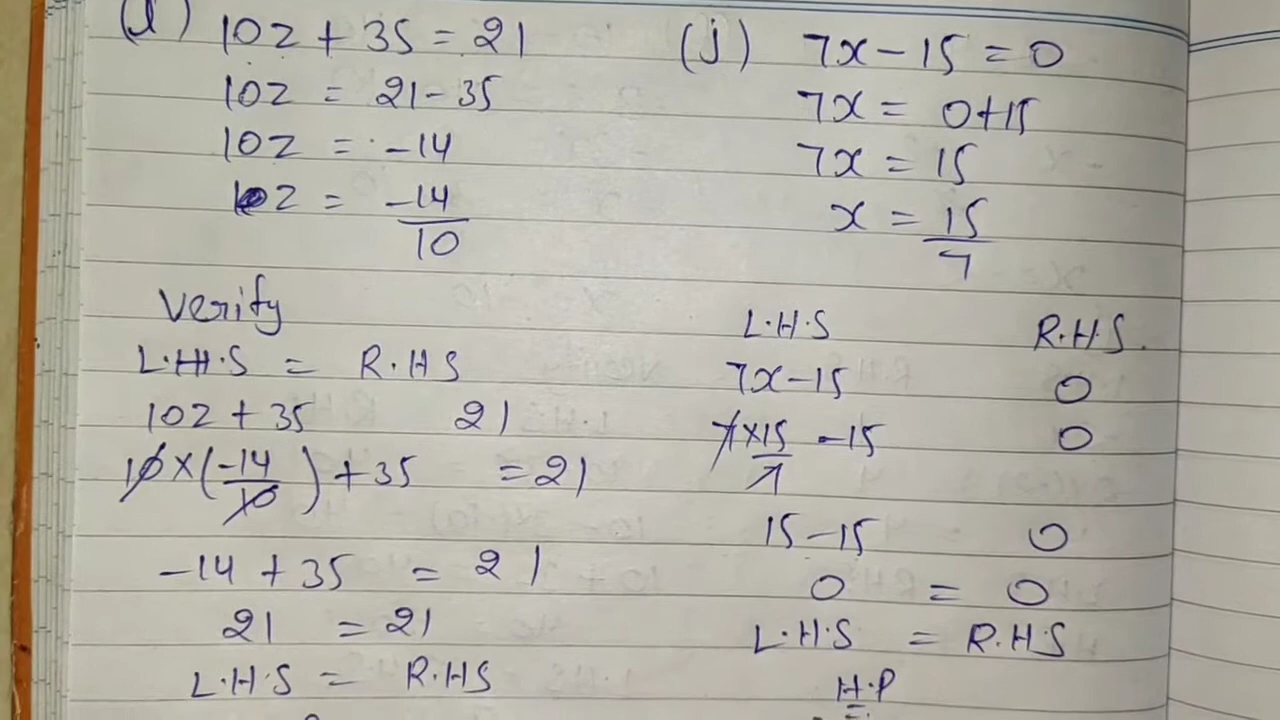 (i) 10z + 35 = 21
10z = 21 - 35
10z = -14
z = -14/10
Verify
L.H.S = R.HS
10z + 35 21
10 × (-14/10) + 35 = 21
-14 + 35 = 21
21 = 21
L.H.S = R.HS
(j) 7x - 15 = 0
7x = 0+15
7x = 15
x = 15/7
L.H.S R.H.S.
7x - 15 0
7×15/7 - 15 0
15 - 15 0
0 = 0
L.H.S = R.H.S
H.P